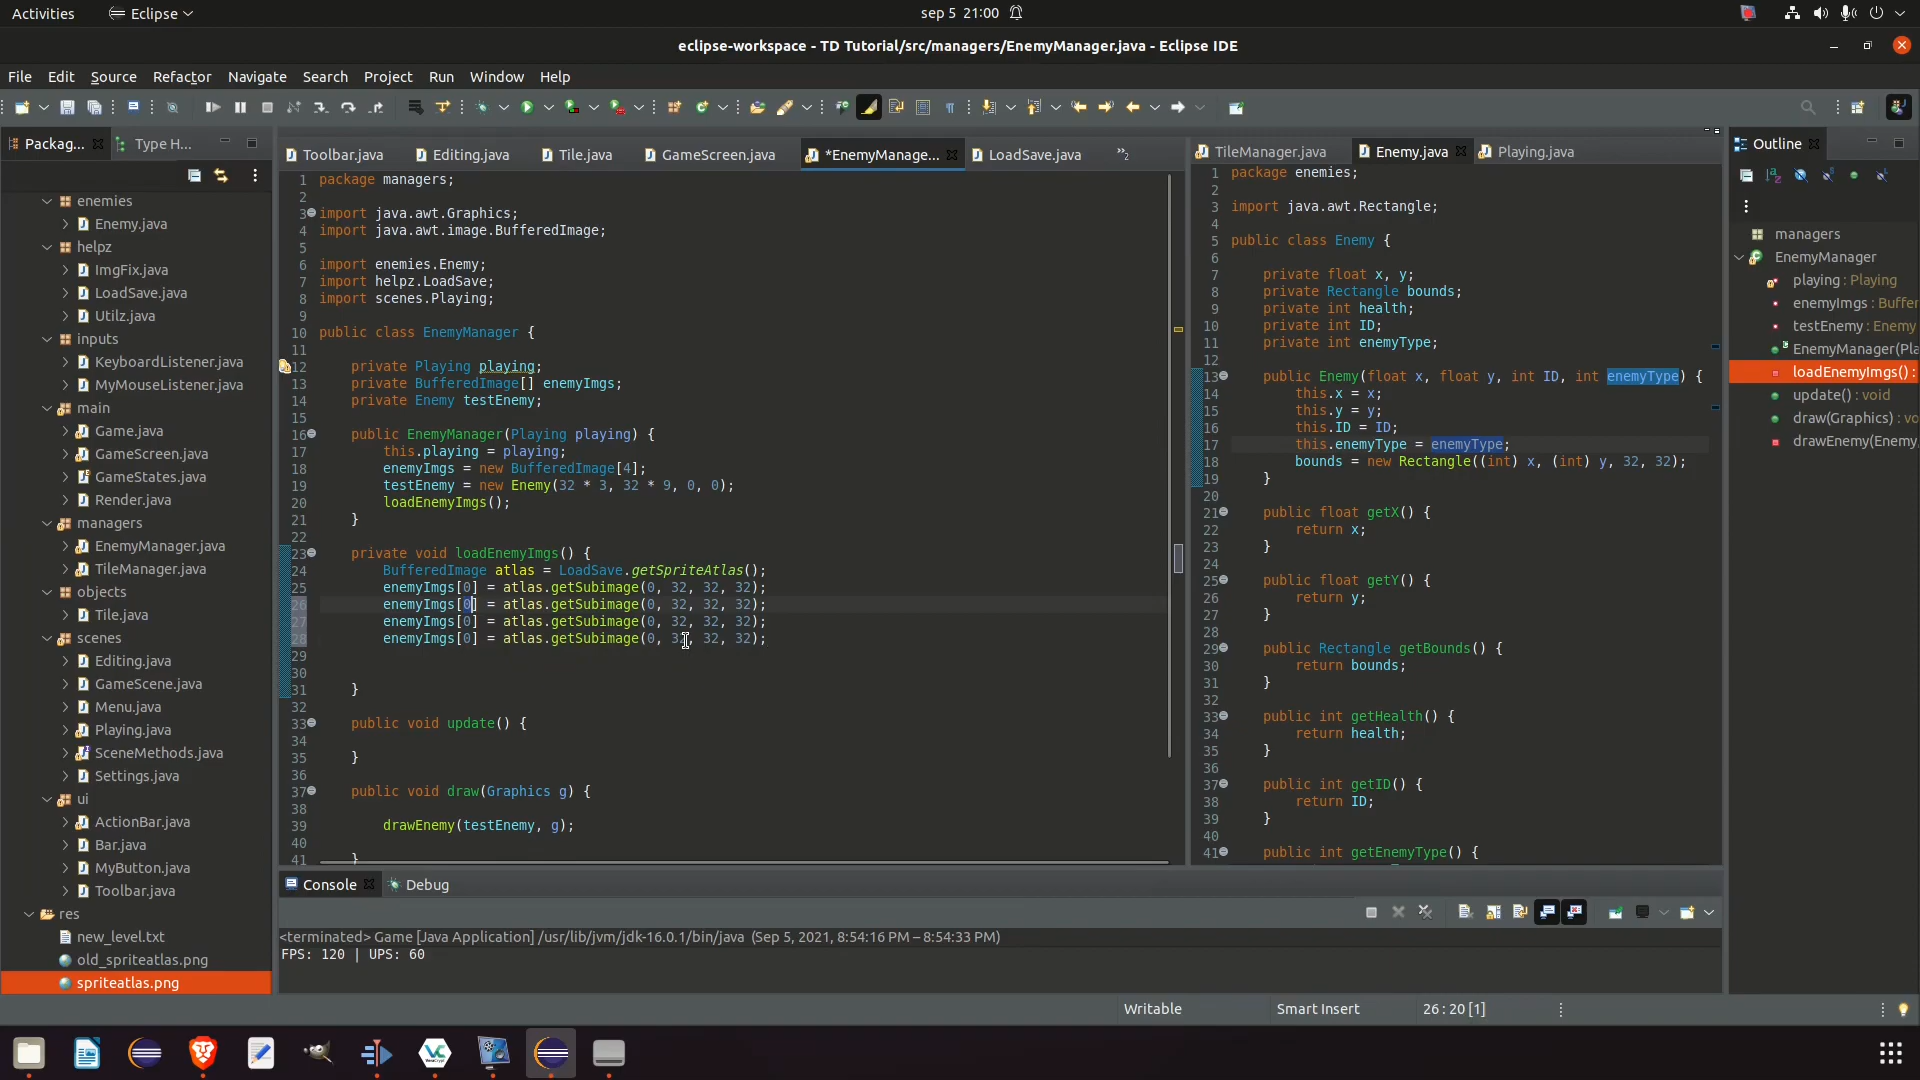 Activities
Eclipse
sep 5 21:00
eclipse-workspace - TD Tutorial/src/managers/EnemyManager.java - Eclipse IDE
File Edit Source Refactor Navigate Search Project Run Window Help
Packag...
Type H...
enemies
Enemy.java
helpz
ImgFix.java
LoadSave.java
Utilz.java
inputs
KeyboardListener.java
MyMouseListener.java
main
Game.java
GameScreen.java
GameStates.java
Render.java
managers
EnemyManager.java
TileManager.java
objects
Tile.java
scenes
Editing.java
GameScene.java
Menu.java
Playing.java
SceneMethods.java
Settings.java
ui
ActionBar.java
Bar.java
MyButton.java
Toolbar.java
res
new_level.txt
old_spriteatlas.png
spriteatlas.png
Toolbar.java Editing.java Tile.java GameScreen.java *EnemyManage... LoadSave.java »2
1 package managers;
2
3 import java.awt.Graphics;
4 import java.awt.image.BufferedImage;
5
6 import enemies.Enemy;
7 import helpz.LoadSave;
8 import scenes.Playing;
9
10 public class EnemyManager {
11
12 private Playing playing;
13 private BufferedImage[] enemyImgs;
14 private Enemy testEnemy;
15
16 public EnemyManager(Playing playing) {
17 this.playing = playing;
18 enemyImgs = new BufferedImage[4];
19 testEnemy = new Enemy(32 * 3, 32 * 9, 0, 0);
20 loadEnemyImgs();
21 }
22
23 private void loadEnemyImgs() {
24 BufferedImage atlas = LoadSave.getSpriteAtlas();
25 enemyImgs[0] = atlas.getSubimage(0, 32, 32, 32);
26 enemyImgs[0] = atlas.getSubimage(0, 32, 32, 32);
27 enemyImgs[0] = atlas.getSubimage(0, 32, 32, 32);
28 enemyImgs[0] = atlas.getSubimage(0, 32, 32, 32);
29
30
31 }
32
33 public void update() {
34
35 }
36
37 public void draw(Graphics g) {
38
39 drawEnemy(testEnemy, g);
40
41 }
TileManager.java Enemy.java Playing.java
1 package enemies;
2
3 import java.awt.Rectangle;
4
5 public class Enemy {
6
7 private float x, y;
8 private Rectangle bounds;
9 private int health;
10 private int ID;
11 private int enemyType;
12
13 public Enemy(float x, float y, int ID, int enemyType) {
14 this.x = x;
15 this.y = y;
16 this.ID = ID;
17 this.enemyType = enemyType;
18 bounds = new Rectangle((int) x, (int) y, 32, 32);
19 }
20
21 public float getX() {
22 return x;
23 }
24
25 public float getY() {
26 return y;
27 }
28
29 public Rectangle getBounds() {
30 return bounds;
31 }
32
33 public int getHealth() {
34 return health;
35 }
36
37 public int getID() {
38 return ID;
39 }
40
41 public int getEnemyType() {
Outline
managers
EnemyManager
playing : Playing
enemyImgs : Buffer
testEnemy : Enemy
EnemyManager(Pla
loadEnemyImgs() :
update() : void
draw(Graphics) : vo
drawEnemy(Enemy,
Console Debug
<terminated> Game [Java Application] /usr/lib/jvm/jdk-16.0.1/bin/java (Sep 5, 2021, 8:54:16 PM – 8:54:33 PM)
FPS: 120 | UPS: 60
Writable Smart Insert 26 : 20 [1]